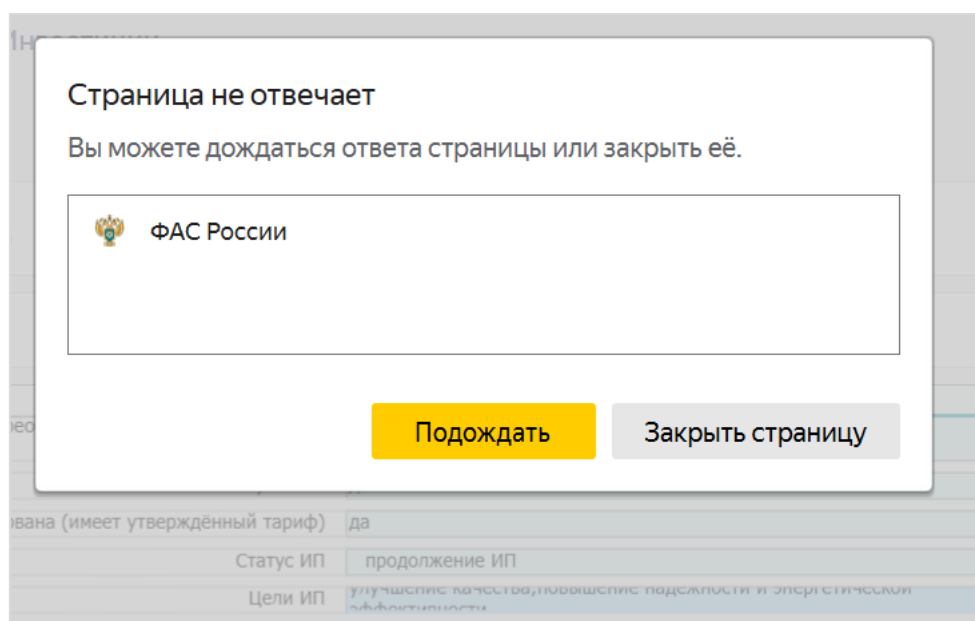 Страница не отвечает
Вы можете дождаться ответа страницы или закрыть её.
ФАС России
Подождать
Закрыть страницу
(имеет утверждённый тариф) да
Статус ИП продолжение ИП
Цели ИП улучшение качества,повышение надежности и энергетической
эффективности